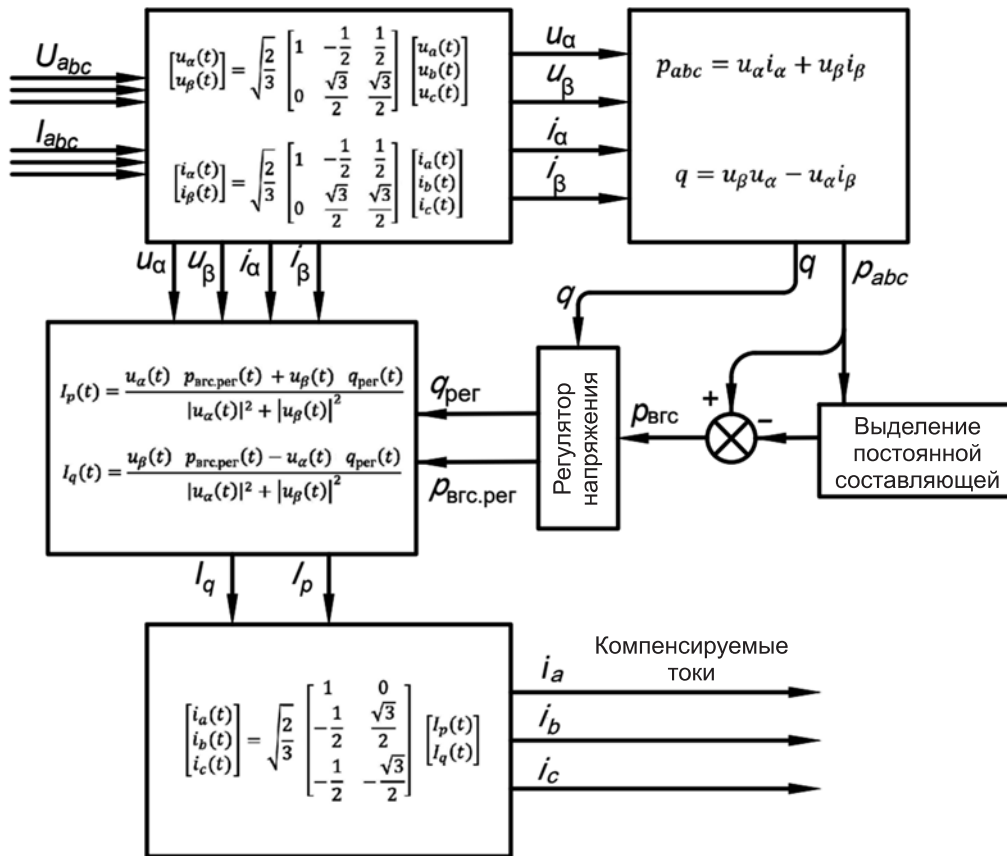 U_abc
I_abc
[u_α(t) u_β(t)] = √(2/3) [1 −1/2 1/2; 0 √3/2 √3/2] [u_a(t) u_b(t) u_c(t)]
[i_α(t) i_β(t)] = √(2/3) [1 −1/2 1/2; 0 √3/2 √3/2] [i_a(t) i_b(t) i_c(t)]
u_α
u_β
i_α
i_β
p_abc = u_α i_α + u_β i_β
q = u_β u_α − u_α i_β
u_α u_β i_α i_β
q
p_abc
q
I_p(t) = (u_α(t) p_вгс.рег(t) + u_β(t) q_рег(t)) / (|u_α(t)|² + |u_β(t)|²)
I_q(t) = (u_β(t) p_вгс.рег(t) − u_α(t) q_рег(t)) / (|u_α(t)|² + |u_β(t)|²)
q_рег
p_вгс.рег
Регулятор
напряжения
p_вгс
+
−
Выделение
постоянной
составляющей
I_q I_p
[i_a(t) i_b(t) i_c(t)] = √(2/3) [1 0; −1/2 √3/2; −1/2 −√3/2] [I_p(t) I_q(t)]
Компенсируемые
токи
i_a
i_b
i_c